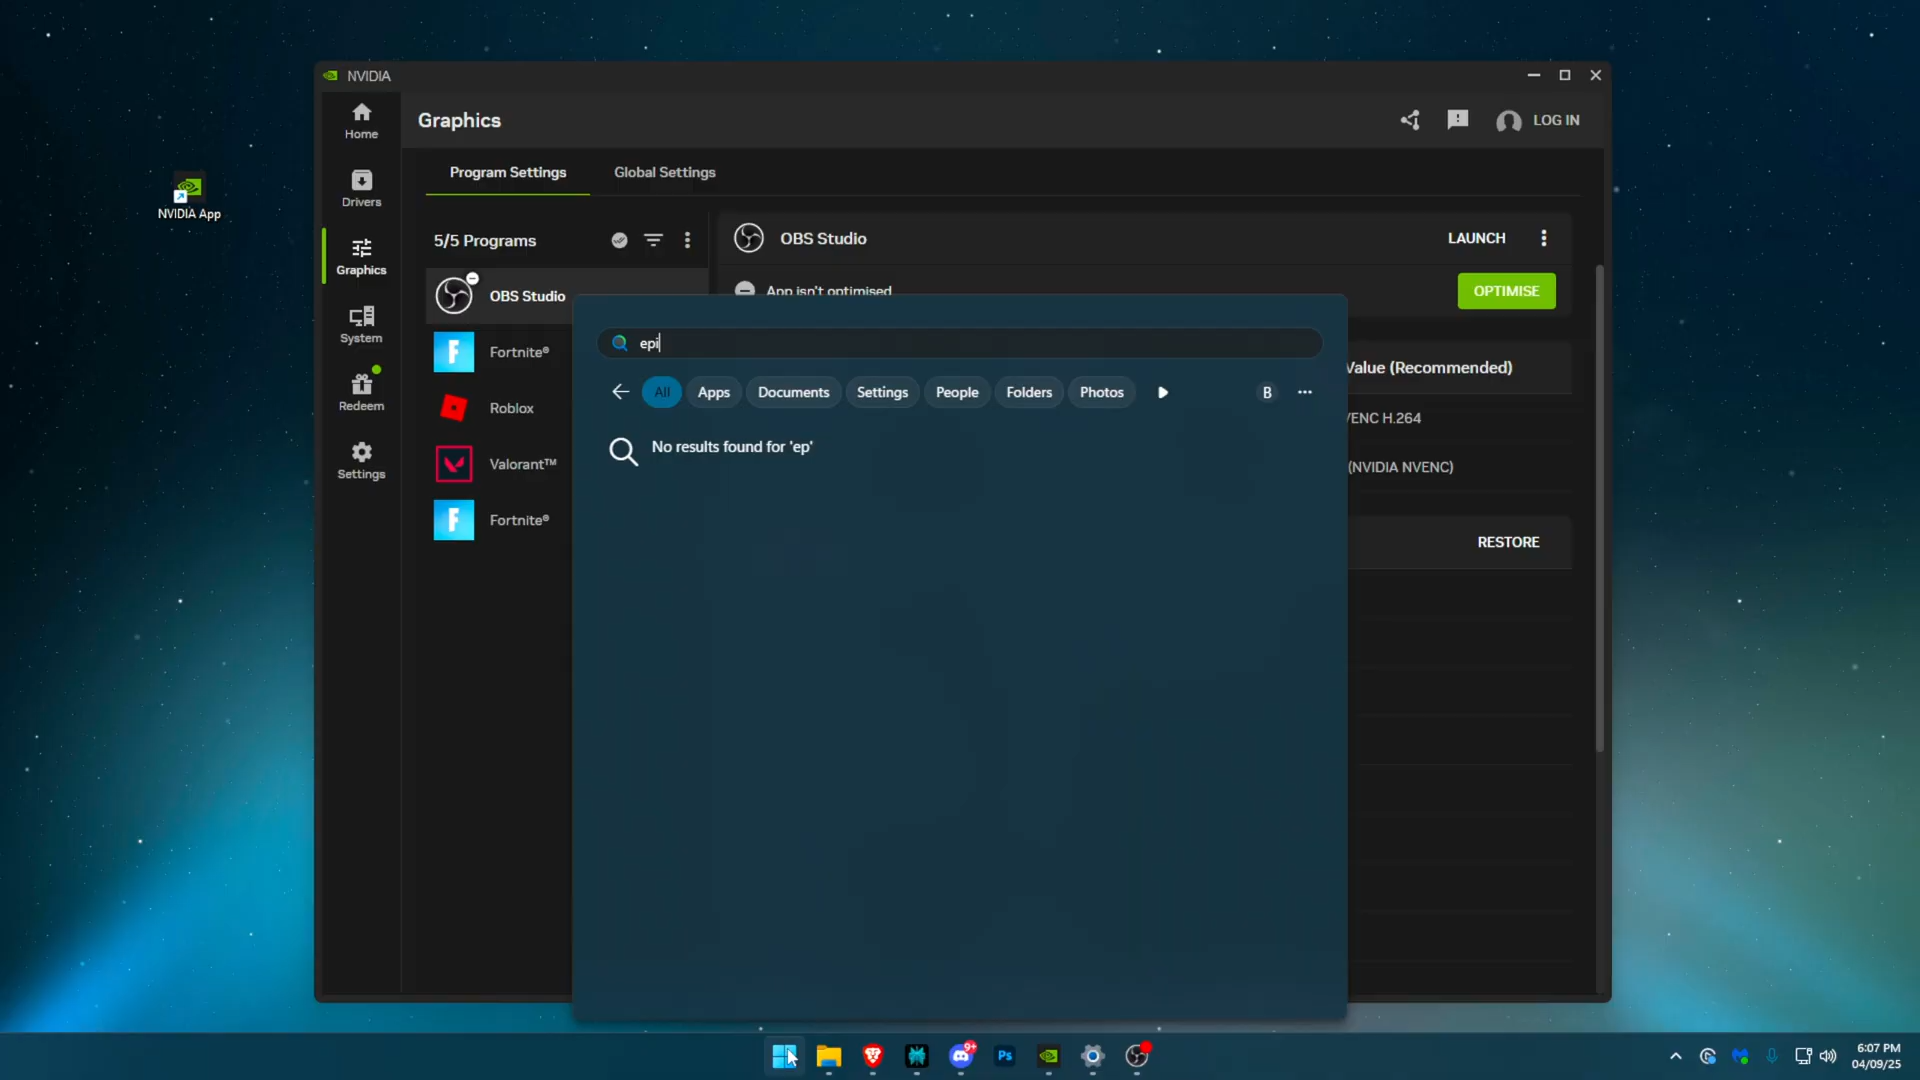 NVIDIA
Home
Graphics
LOG IN
NVIDIA App
Drivers
Program Settings
Global Settings
5/5 Programs
OBS Studio
LAUNCH
Graphics
OBS Studio
App isn't optimised
OPTIMISE
System
Fortnite®
epi
Value (Recommended)
Redeem
Roblox
All
Apps
Documents
Settings
People
Folders
Photos
B
VENC H.264
Settings
Valorant™
No results found for 'ep'
(NVIDIA NVENC)
Fortnite®
RESTORE
9+
Ps
6:07 PM
04/09/25